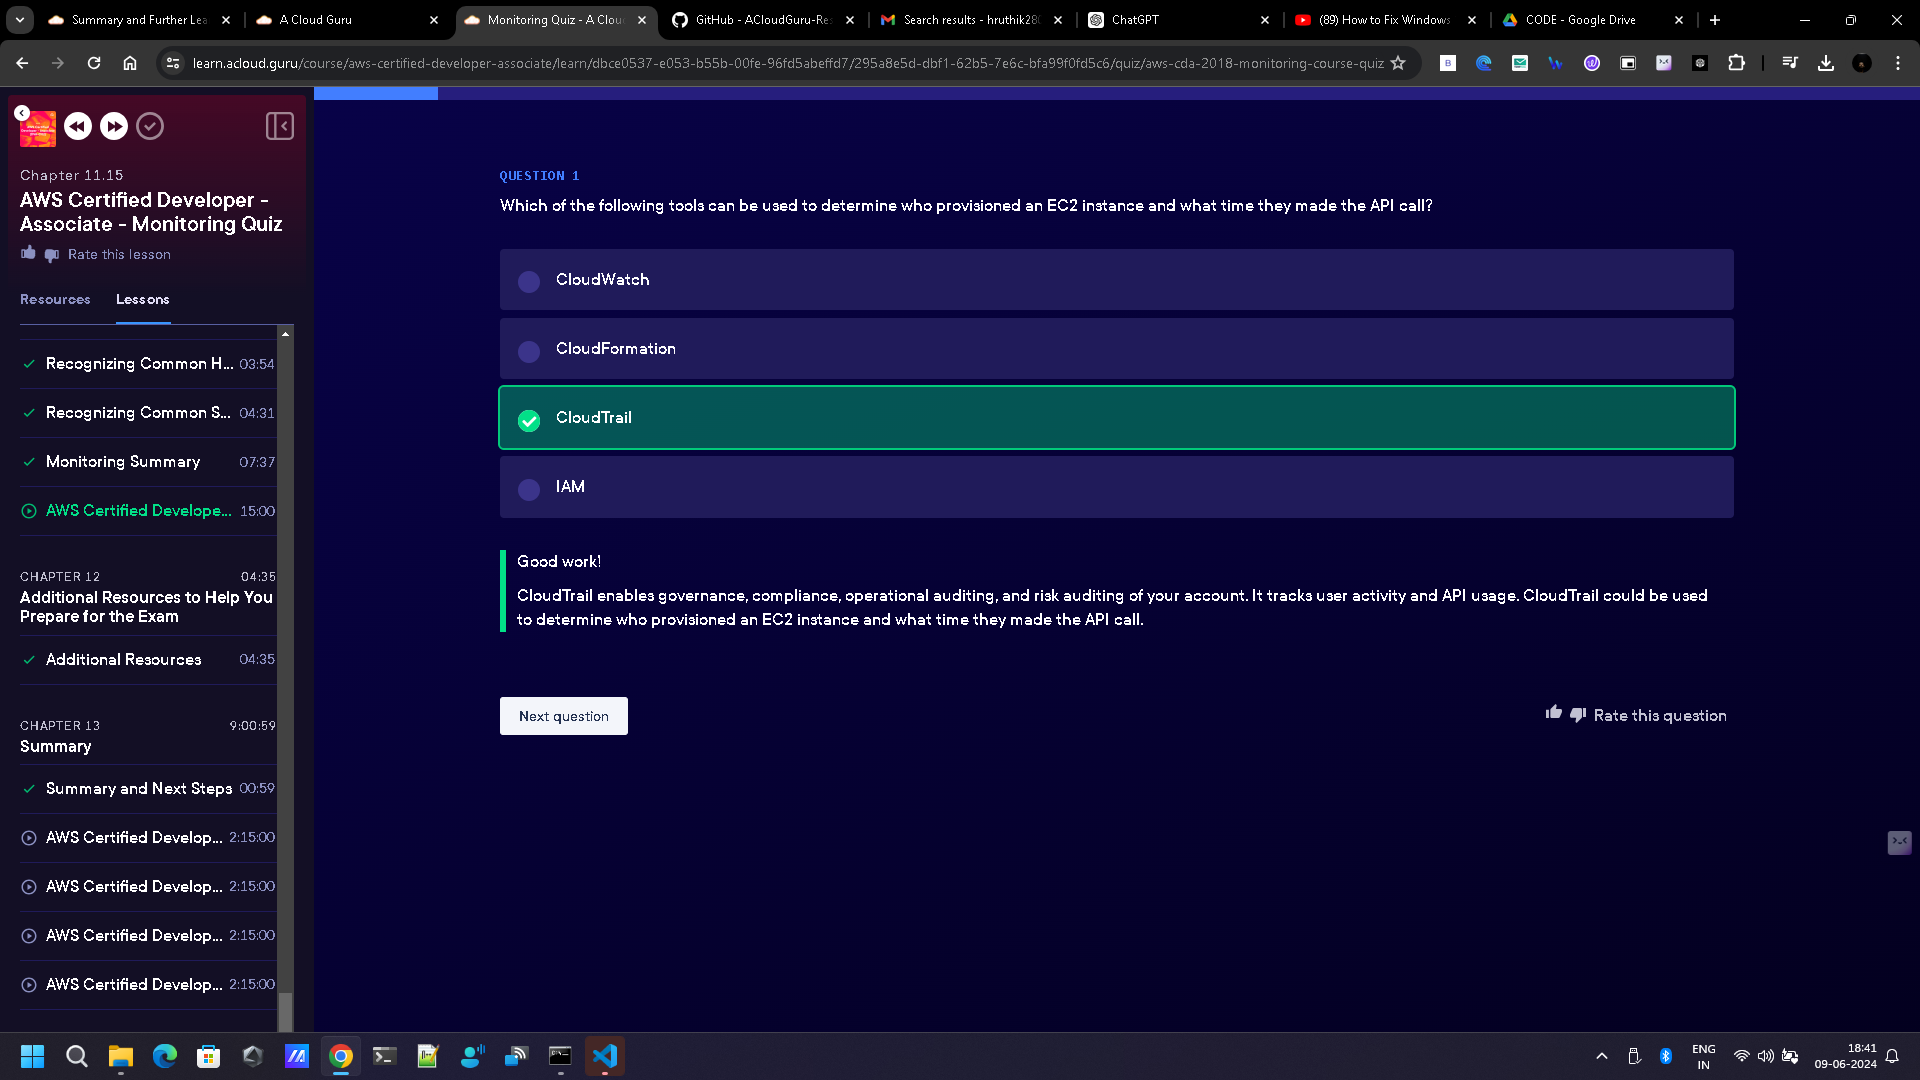 Summary and Further Lea
A Cloud Guru
Monitoring Quiz - A Clou
GitHub - ACloudGuru-Res
Search results - hruthik28
ChatGPT
(89) How to Fix Windows
CODE - Google Drive
learn.acloud.guru/course/aws-certified-developer-associate/learn/dbce0537-e053-b55b-00fe-96fd5abeffd7/295a8e5d-dbf1-62b5-7e6c-bfa99f0fd5c6/quiz/aws-cda-2018-monitoring-course-quiz
Chapter 11.15
AWS Certified Developer -
Associate - Monitoring Quiz
Rate this lesson
Resources
Lessons
Recognizing Common H... 03:54
Recognizing Common S... 04:31
Monitoring Summary 07:37
AWS Certified Develope... 15:00
CHAPTER 12 04:35
Additional Resources to Help You
Prepare for the Exam
Additional Resources 04:35
CHAPTER 13 9:00:59
Summary
Summary and Next Steps 00:59
AWS Certified Develop... 2:15:00
AWS Certified Develop... 2:15:00
AWS Certified Develop... 2:15:00
AWS Certified Develop... 2:15:00
QUESTION 1
Which of the following tools can be used to determine who provisioned an EC2 instance and what time they made the API call?
CloudWatch
CloudFormation
CloudTrail
IAM
Good work!
CloudTrail enables governance, compliance, operational auditing, and risk auditing of your account. It tracks user activity and API usage. CloudTrail could be used
to determine who provisioned an EC2 instance and what time they made the API call.
Next question
Rate this question
ENG
IN
18:41
09-06-2024